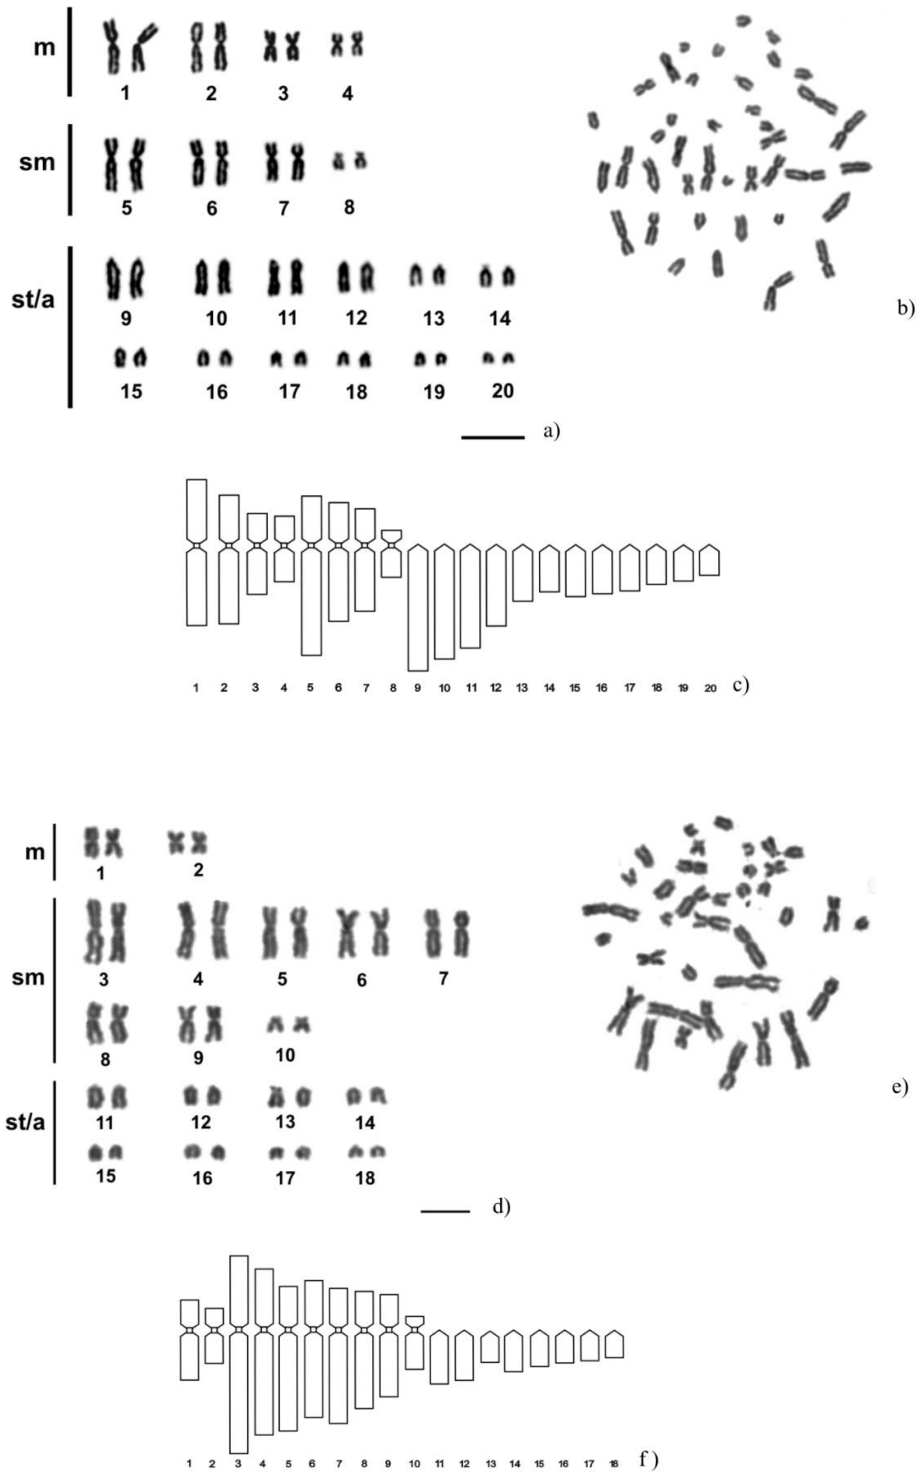 m
1 2 3 4
b)
sm
5 6 7 8
st/a
9 10 11 12 13 14
15 16 17 18 19 20
a)
1 2 3 4 5 6 7 8 9 10 11 12 13 14 15 16 17 18 19 20 c)
m
1 2
sm
3 4 5 6 7
8 9 10
e)
st/a
11 12 13 14
15 16 17 18
d)
1 2 3 4 5 6 7 8 9 10 11 12 13 14 15 16 17 18 f)